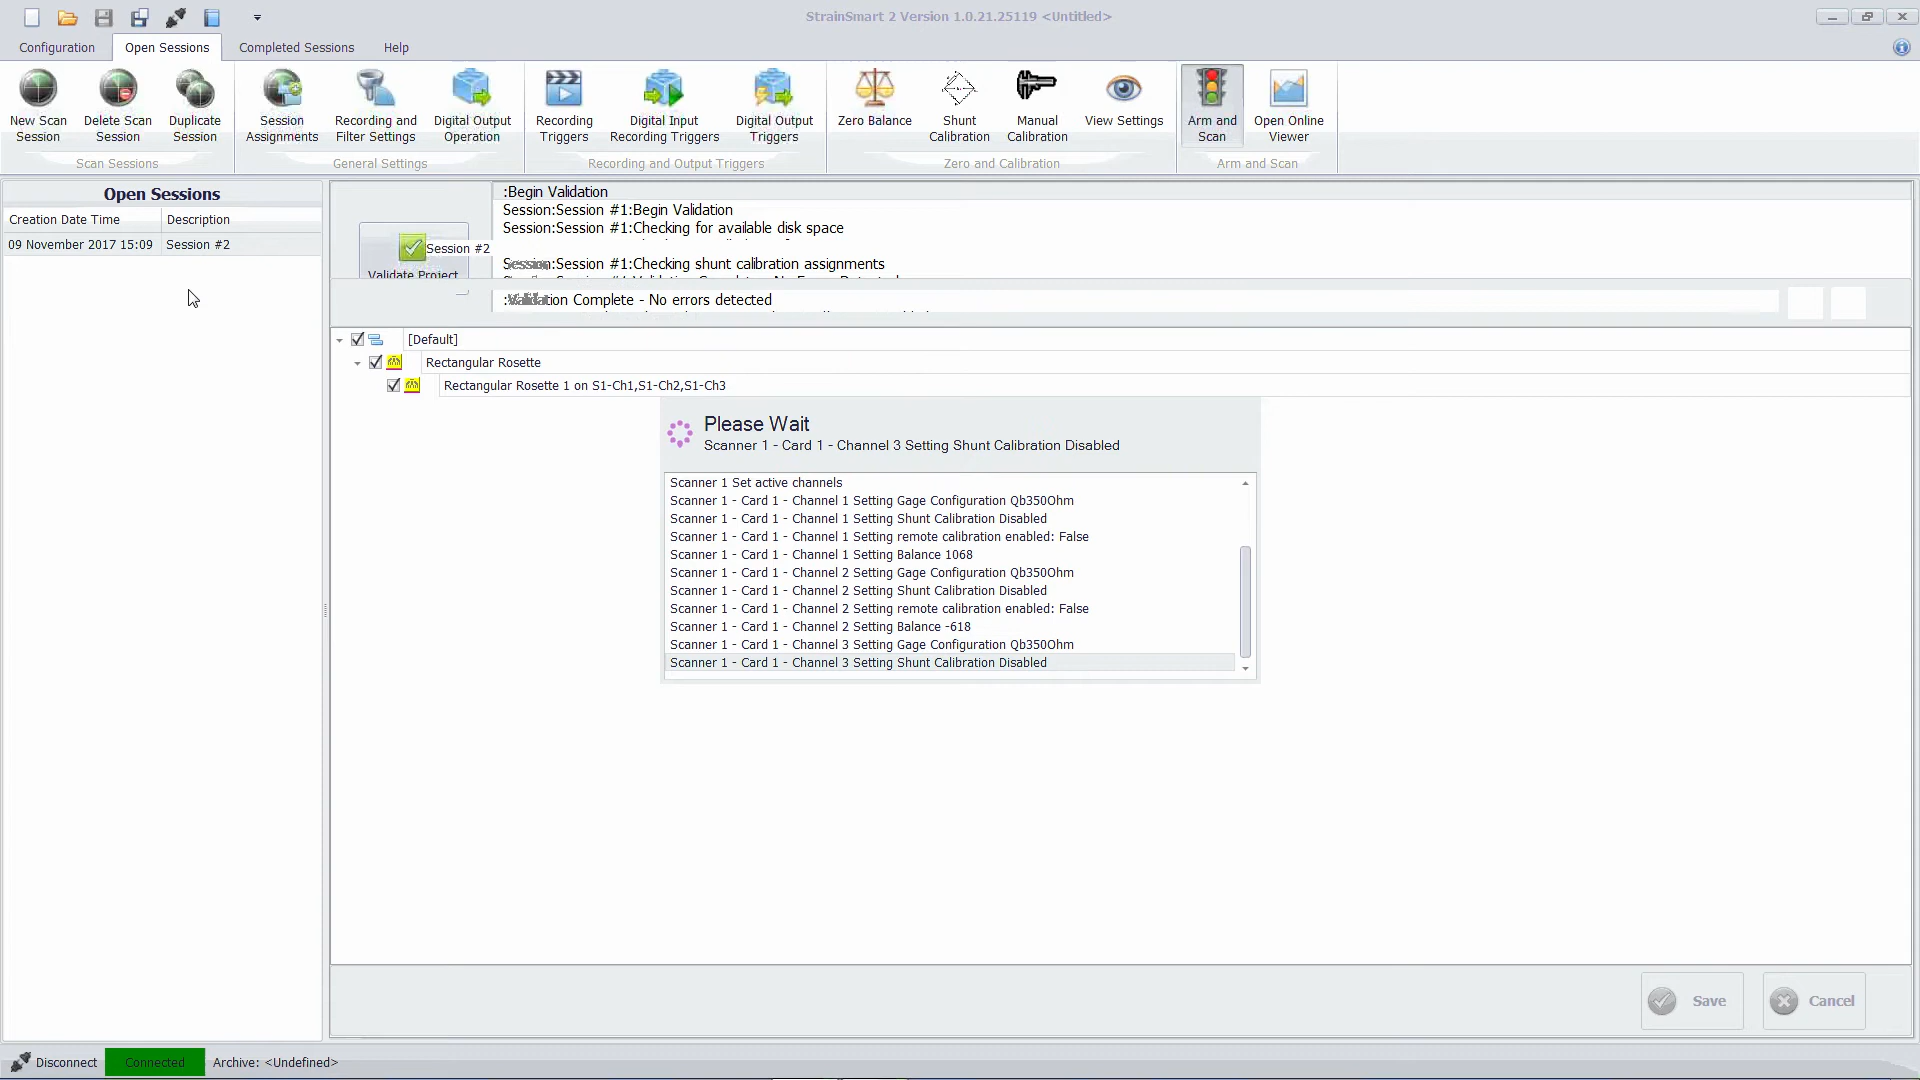 StrainSmart 2 Version 1.0.21.25119 <Untitled>
Configuration
Open Sessions
Completed Sessions
Help
New Scan Session
Delete Scan Session
Duplicate Session
Session Assignments
Recording and Filter Settings
Digital Output Operation
Recording Triggers
Digital Input Recording Triggers
Digital Output Triggers
Zero Balance
Shunt Calibration
Manual Calibration
View Settings
Arm and Scan
Open Online Viewer
Scan Sessions
General Settings
Recording and Output Triggers
Zero and Calibration
Arm and Scan
Open Sessions
Creation Date Time
Description
09 November 2017 15:09
Session #2
Validate Project
Session #2
:Begin Validation
Session:Session #1:Begin Validation
Session:Session #1:Checking for available disk space
Session:Session #1:Checking shunt calibration assignments
:Validation Complete - No errors detected
[Default]
Rectangular Rosette
Rectangular Rosette 1 on S1-Ch1,S1-Ch2,S1-Ch3
Please Wait
Scanner 1 - Card 1 - Channel 3 Setting Shunt Calibration Disabled
Scanner 1 Set active channels
Scanner 1 - Card 1 - Channel 1 Setting Gage Configuration Qb350Ohm
Scanner 1 - Card 1 - Channel 1 Setting Shunt Calibration Disabled
Scanner 1 - Card 1 - Channel 1 Setting remote calibration enabled: False
Scanner 1 - Card 1 - Channel 1 Setting Balance 1068
Scanner 1 - Card 1 - Channel 2 Setting Gage Configuration Qb350Ohm
Scanner 1 - Card 1 - Channel 2 Setting Shunt Calibration Disabled
Scanner 1 - Card 1 - Channel 2 Setting remote calibration enabled: False
Scanner 1 - Card 1 - Channel 2 Setting Balance -618
Scanner 1 - Card 1 - Channel 3 Setting Gage Configuration Qb350Ohm
Scanner 1 - Card 1 - Channel 3 Setting Shunt Calibration Disabled
Save
Cancel
Disconnect
Connected
Archive: <Undefined>